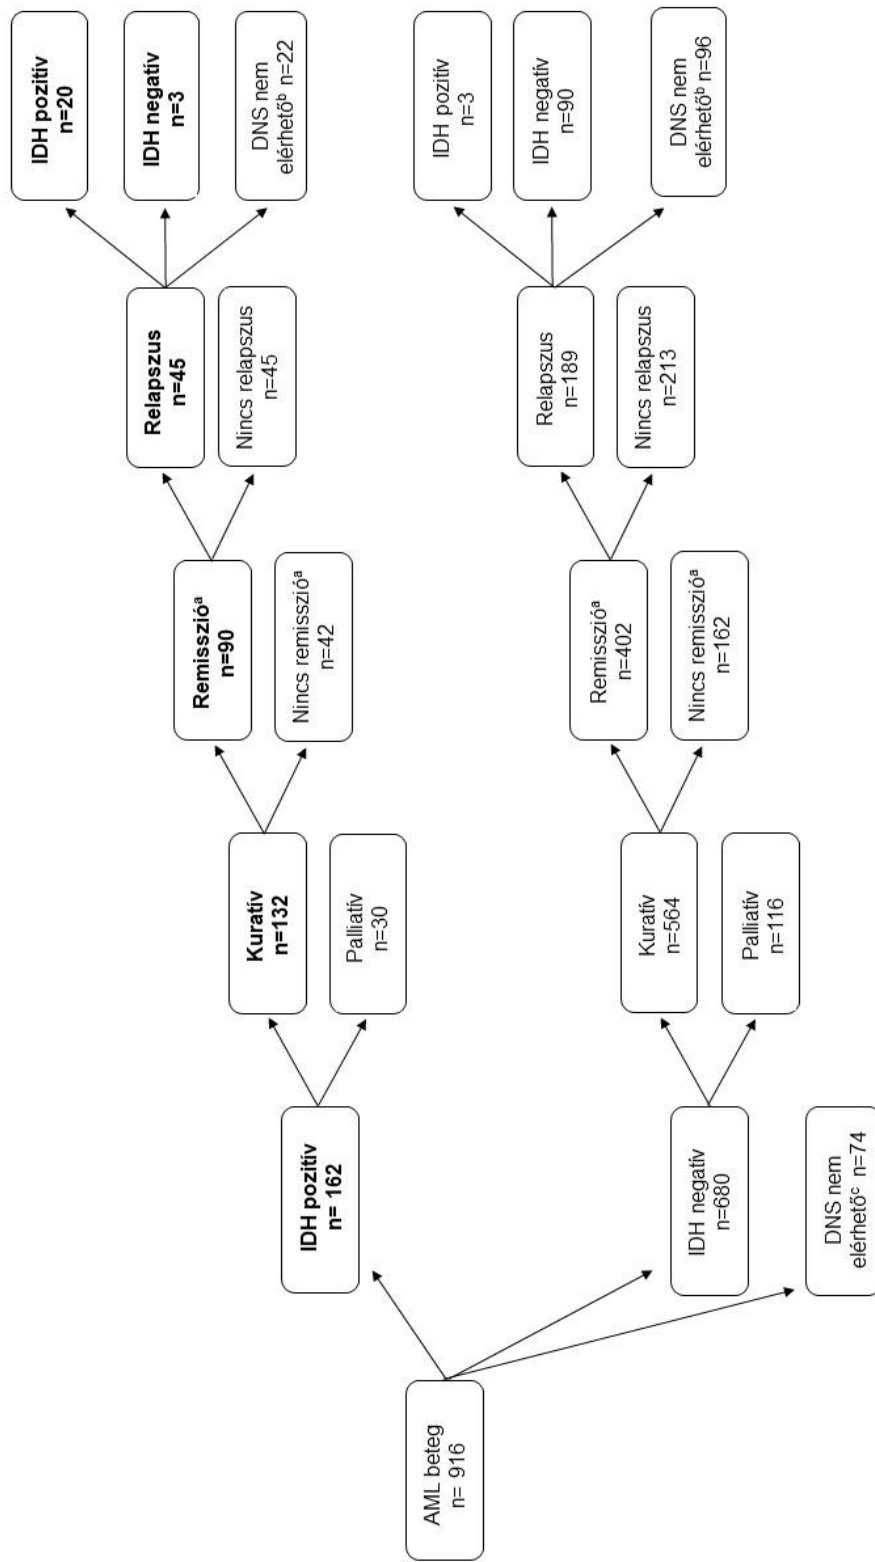 AML beteg
n= 916
IDH pozitív
n= 162
IDH negatív
n=680
DNS nem
elérhetőᶜ n=74
Kuratív
n=132
Palliatív
n=30
Kuratív
n=564
Palliatív
n=116
Remisszióᵃ
n=90
Nincs remisszióᵃ
n=42
Remisszióᵃ
n=402
Nincs remisszióᵃ
n=162
Relapszus
n=45
Nincs relapszus
n=45
Relapszus
n=189
Nincs relapszus
n=213
IDH pozitív
n=20
IDH negatív
n=3
DNS nem
elérhetőᵇ n=22
IDH pozitív
n=3
IDH negatív
n=90
DNS nem
elérhetőᵇ n=96